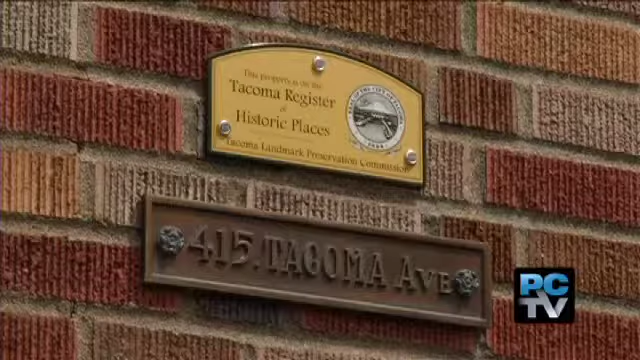 This property is on the
Tacoma Register
of
Historic Places
Tacoma Landmark Preservation Commission
415. TACOMA AVE
PC
TV